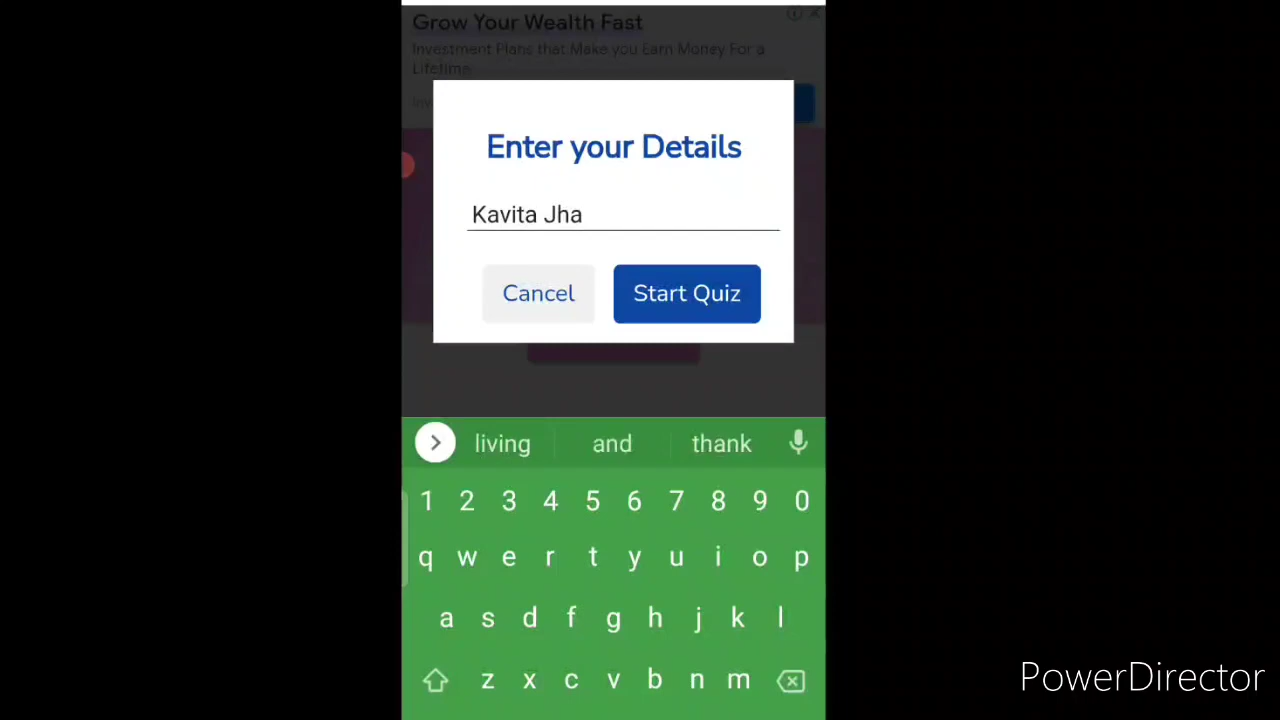 Grow Your Wealth Fast
Investment Plans that Make you Earn Money For a
Lifetime
Enter your Details
Kavita Jha
Cancel Start Quiz
living and thank
1 2 3 4 5 6 7 8 9 0
q w e r t y u i o p
a s d f g h j k l
z x c v b n m
PowerDirector